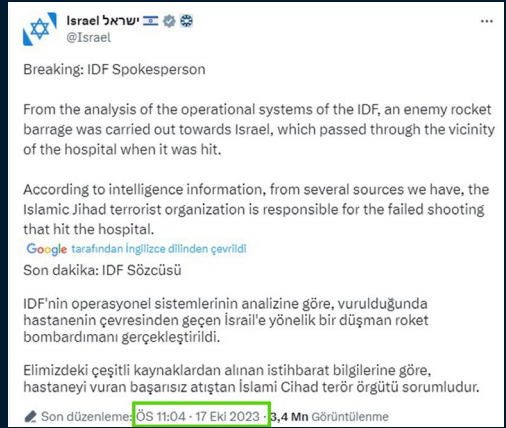 Israel ישראל
@Israel
Breaking: IDF Spokesperson
From the analysis of the operational systems of the IDF, an enemy rocket
barrage was carried out towards Israel, which passed through the vicinity
of the hospital when it was hit.
According to intelligence information, from several sources we have, the
Islamic Jihad terrorist organization is responsible for the failed shooting
that hit the hospital.
Google tarafından İngilizce dilinden çevrildi
Son dakika: IDF Sözcüsü
IDF'nin operasyonel sistemlerinin analizine göre, vurulduğunda
hastanenin çevresinden geçen İsrail'e yönelik bir düşman roket
bombardımanı gerçekleştirildi.
Elimizdeki çeşitli kaynaklardan alınan istihbarat bilgilerine göre,
hastaneyi vuran başarısız atıştan İslami Cihad terör örgütü sorumludur.
Son düzenleme: ÖS 11:04 · 17 Eki 2023 · 3,4 Mn Görüntülenme